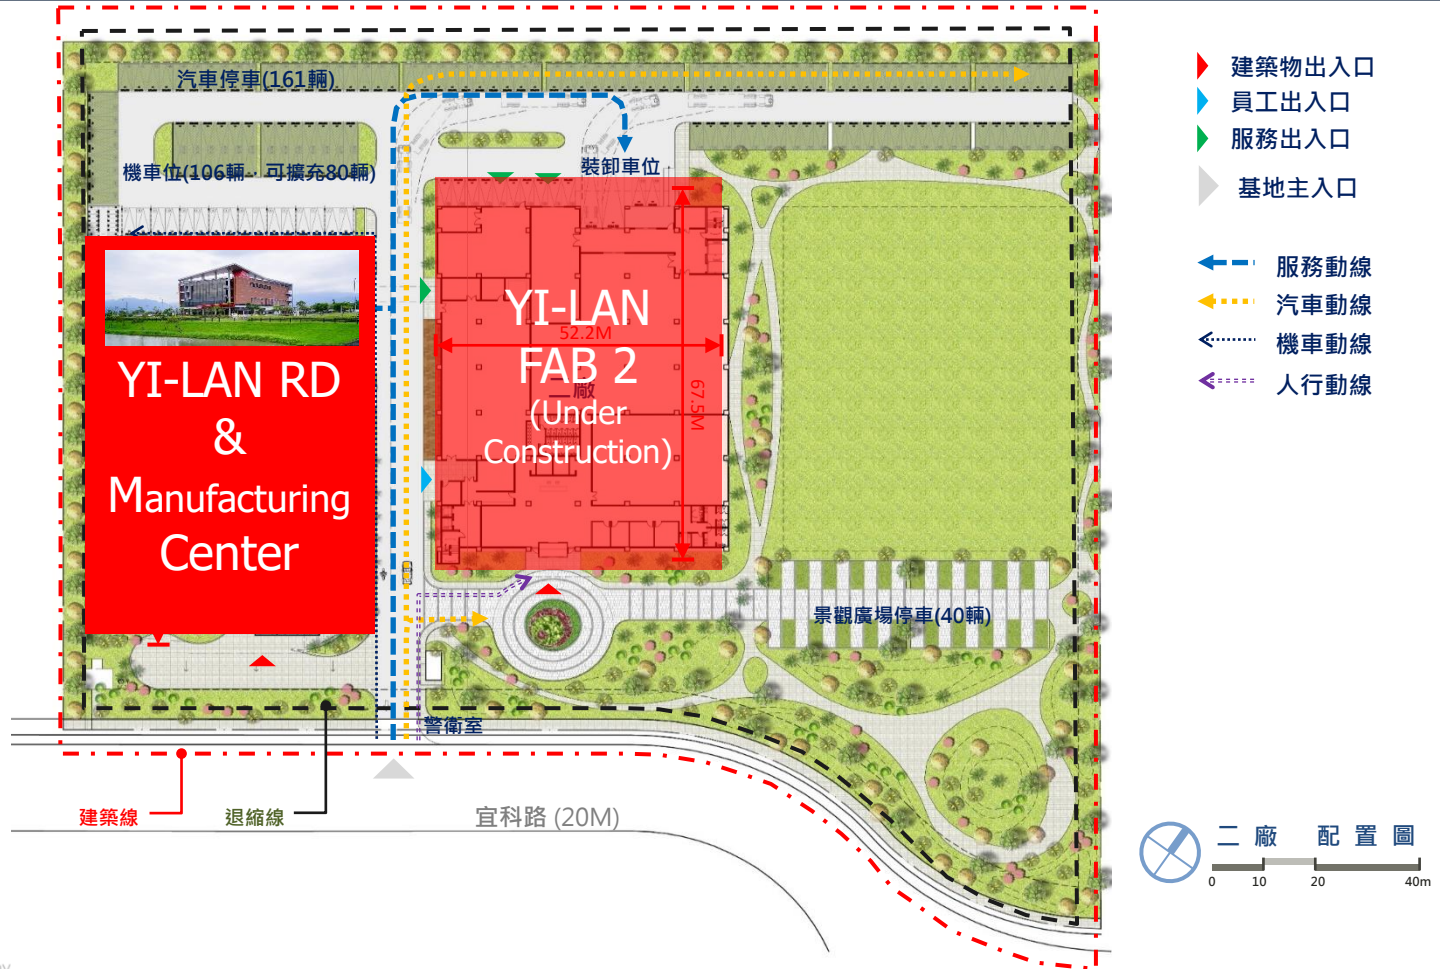 汽車停車(161輛)
機車位(106輛，可擴充80輛)
裝卸車位
YI-LAN RD
&
Manufacturing
Center
YI-LAN
52.2M
FAB 2
二廠
(Under
Construction)
67.5M
景觀廣場停車(40輛)
警衛室
建築線
退縮線
宜科路 (20M)
建築物出入口
員工出入口
服務出入口
基地主入口
服務動線
汽車動線
機車動線
人行動線
二廠 配置圖
0 10 20 40m